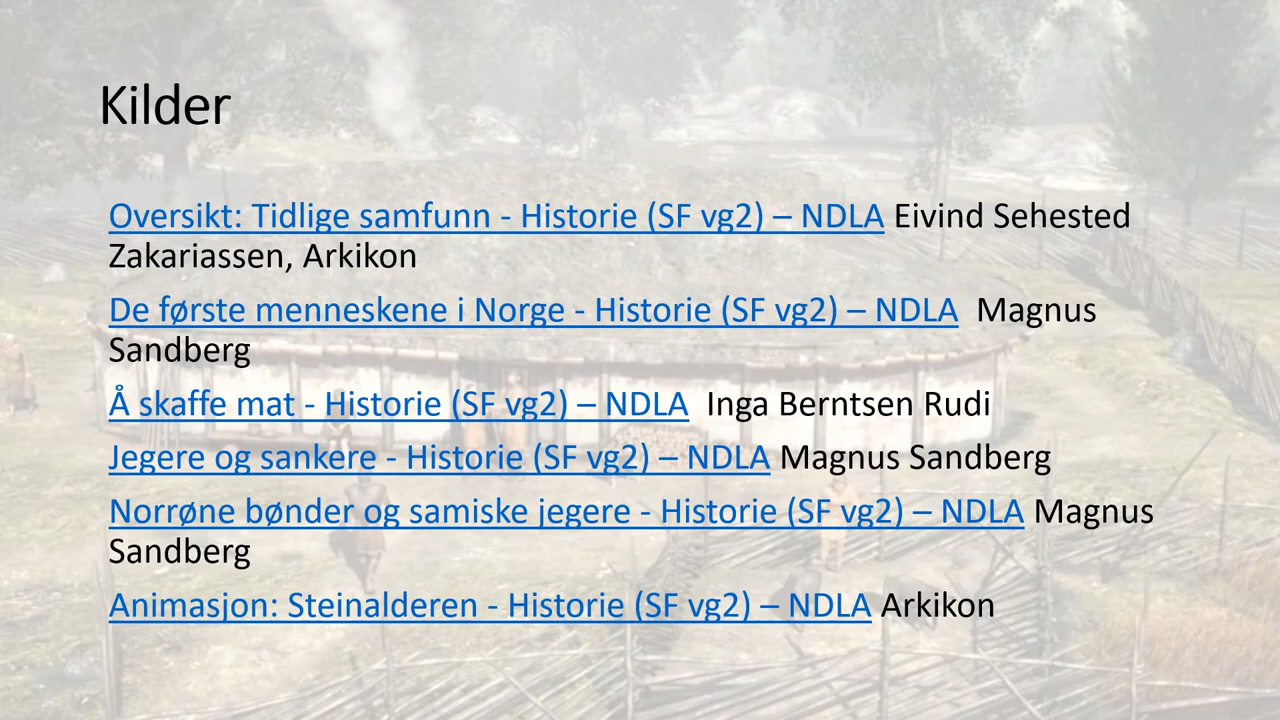 Kilder
Oversikt: Tidlige samfunn - Historie (SF vg2) – NDLA Eivind Sehested
Zakariassen, Arkikon
De første menneskene i Norge - Historie (SF vg2) – NDLA  Magnus
Sandberg
Å skaffe mat - Historie (SF vg2) – NDLA  Inga Berntsen Rudi
Jegere og sankere - Historie (SF vg2) – NDLA Magnus Sandberg
Norrøne bønder og samiske jegere - Historie (SF vg2) – NDLA Magnus
Sandberg
Animasjon: Steinalderen - Historie (SF vg2) – NDLA Arkikon